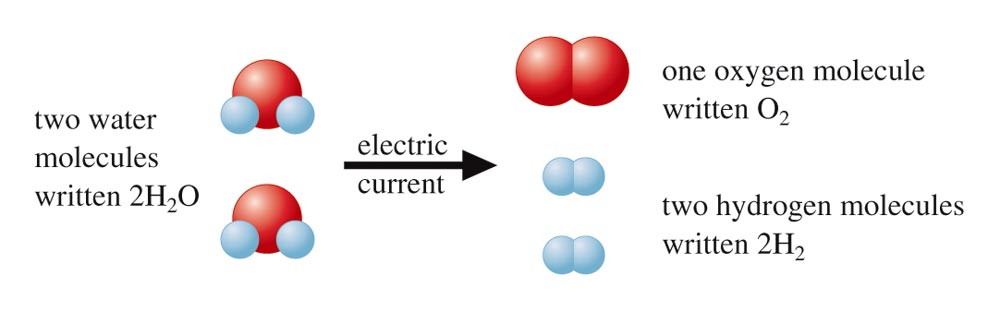 two water
molecules
written 2H₂O
electric
current
one oxygen molecule
written O₂
two hydrogen molecules
written 2H₂